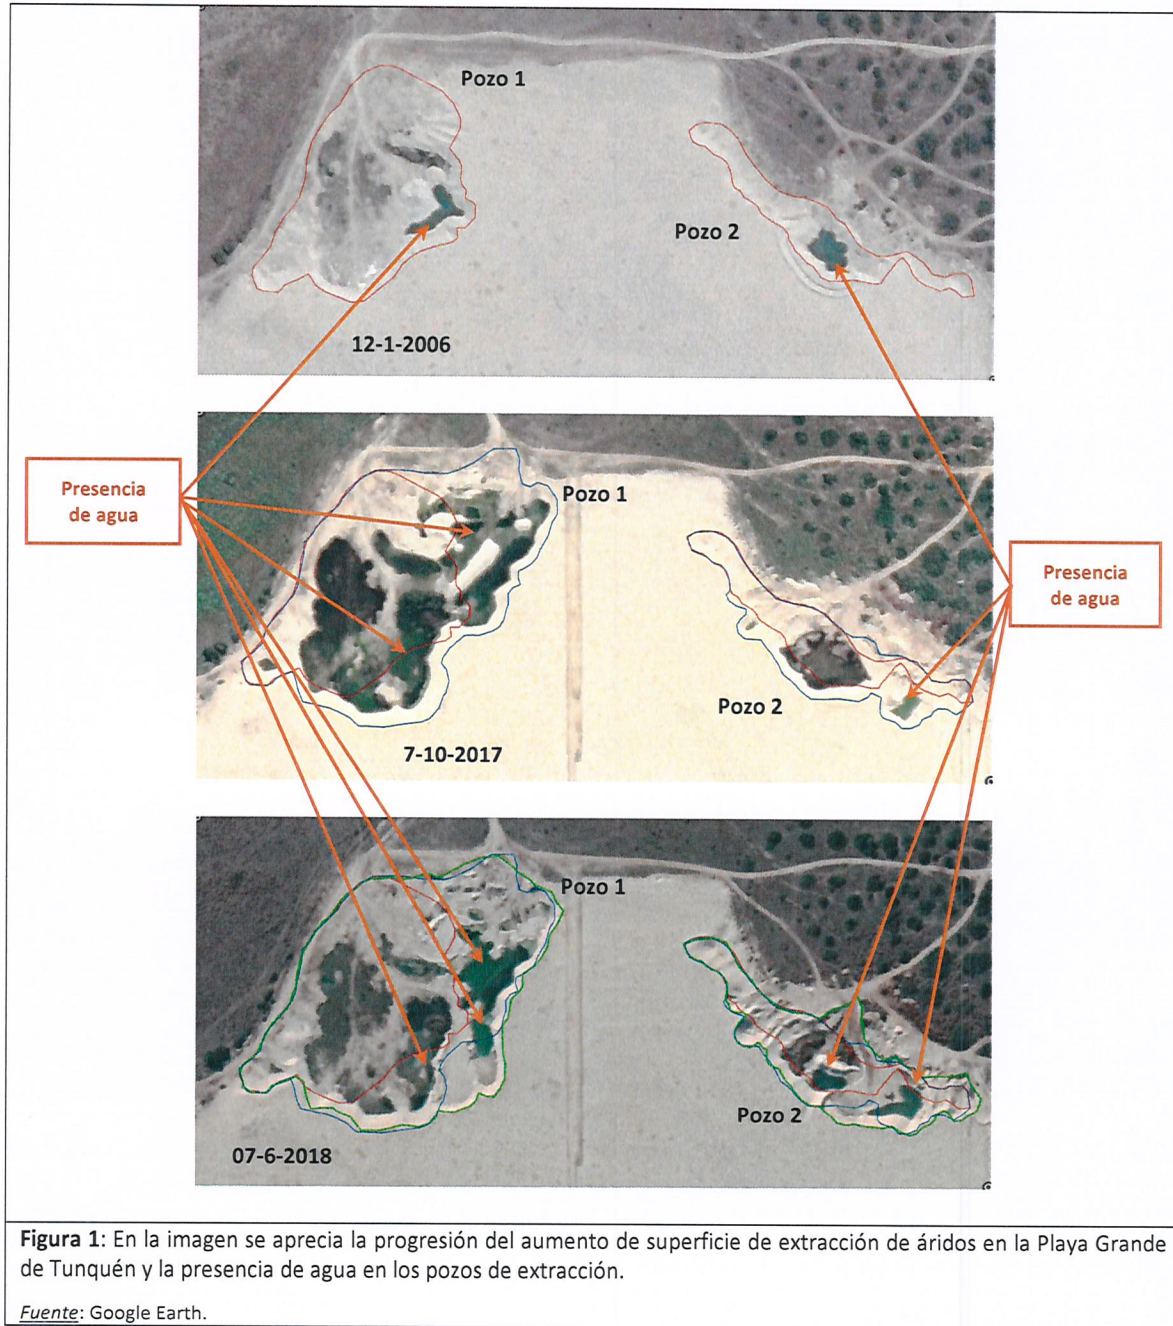 Pozo 1
Pozo 2
12-1-2006
Presencia
de agua
Pozo 1
Presencia
de agua
Pozo 2
7-10-2017
Pozo 1
Pozo 2
07-6-2018
Figura 1: En la imagen se aprecia la progresión del aumento de superficie de extracción de áridos en la Playa Grande
de Tunquén y la presencia de agua en los pozos de extracción.
Fuente: Google Earth.